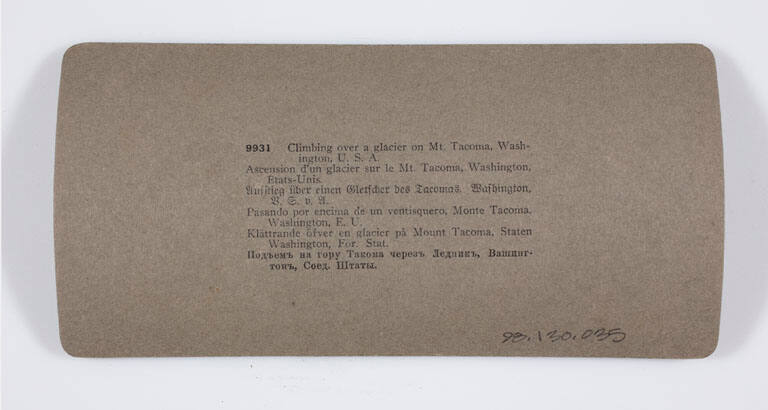 9931 Climbing over a glacier on Mt. Tacoma, Wash-
ington, U. S. A.
Ascension d'un glacier sur le Mt. Tacoma, Washington,
Etats-Unis.
Aufstieg über einen Gletscher des Tacomas. Washington,
V. S. v. A.
Pasando por encima de un ventisquero, Monte Tacoma,
Washington, E. U.
Klättrande öfver en glacier på Mount Tacoma, Staten
Washington, For. Stat.
Подъемъ на гору Такома черезъ Ледникъ, Вашинг-
тонъ, Соед. Штаты.
98.130.035